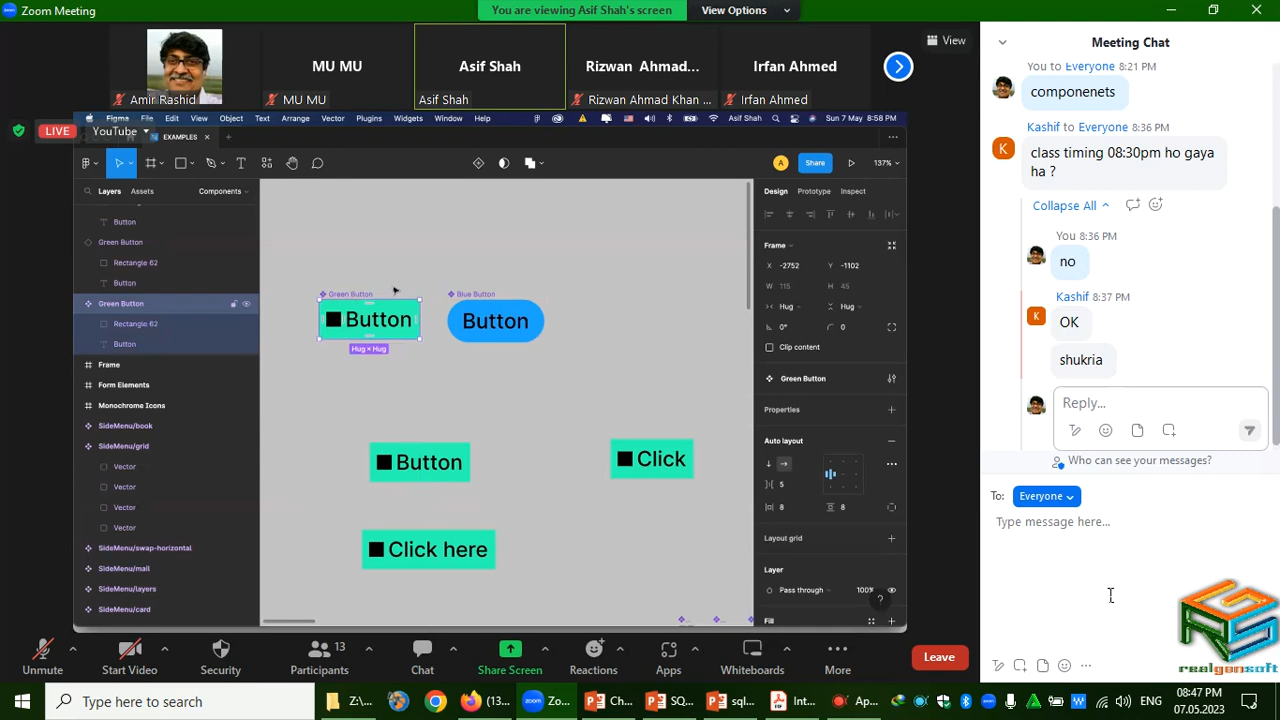 Zoom Meeting
You are viewing Asif Shah's screen
View Options
View
Amir Rashid
MU MU
MU MU
Asif Shah
Asif Shah
Rizwan Ahmad...
Rizwan Ahmad Khan ...
Irfan Ahmed
Irfan Ahmed
LIVE
YouTube
Figma File Edit View Object Text Arrange Vector Plugins Widgets Window Help
Asif Shah
Sun 7 May 8:58 PM
EXAMPLES
A
Share
137%
Layers
Assets
Components
Button
Green Button
Rectangle 62
Button
Green Button
Rectangle 62
Button
Frame
Form Elements
Monochrome Icons
SideMenu/book
SideMenu/grid
Vector
Vector
Vector
Vector
SideMenu/swap-horizontal
SideMenu/mail
SideMenu/layers
SideMenu/card
Green Button
Button
Hug × Hug
Blue Button
Button
Button
Click
Click here
Design
Prototype
Inspect
Frame
X -2752
Y -1102
W 115
H 45
Hug
Hug
0°
0
Clip content
Green Button
Properties
Auto layout
5
8
8
Layout grid
Layer
Pass through
100%
?
Fill
Unmute
Start Video
Security
13
Participants
Chat
Share Screen
Reactions
Apps
Whiteboards
More
Leave
Meeting Chat
You to Everyone 8:21 PM
componenets
Kashif to Everyone 8:36 PM
K
class timing 08:30pm ho gaya
ha ?
Collapse All
You 8:36 PM
no
Kashif 8:37 PM
K
OK
shukria
Reply...
Who can see your messages?
To: Everyone
Type message here...
realgensoft
Type here to search
Z:\...
(13...
Zo...
Ch...
SQ...
sql...
Int...
Ap...
ENG
08:47 PM
07.05.2023